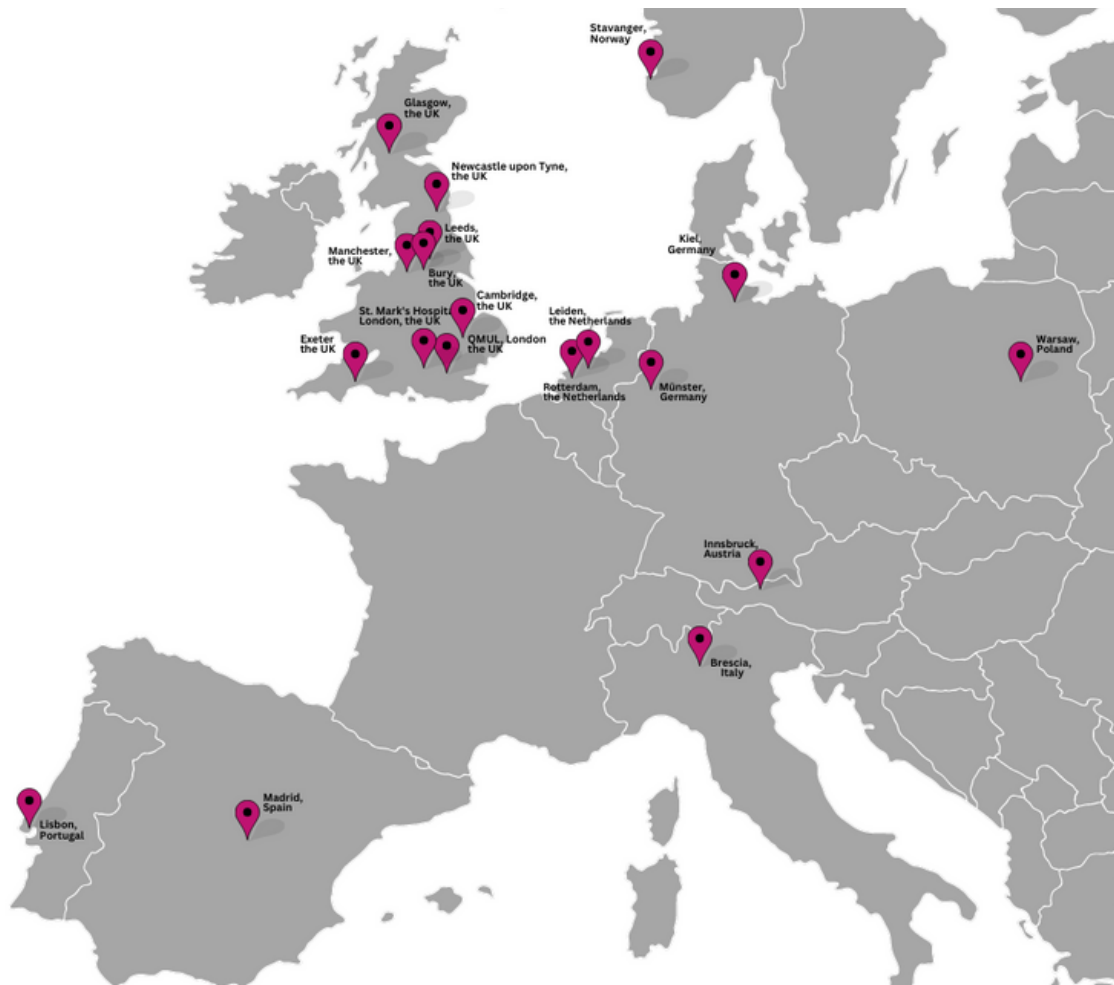 Stavanger,
Norway
Glasgow,
the UK
Newcastle upon Tyne,
the UK
Leeds,
the UK
Manchester,
the UK
Bury,
the UK
Kiel,
Germany
Cambridge,
the UK
St. Mark's Hospita
London, the UK
Leiden,
the Netherlands
Exeter
the UK
QMUL, London
the UK
Warsaw,
Poland
Rotterdam,
the Netherlands
Münster,
Germany
Innsbruck,
Austria
Brescia,
Italy
Madrid,
Spain
Lisbon,
Portugal